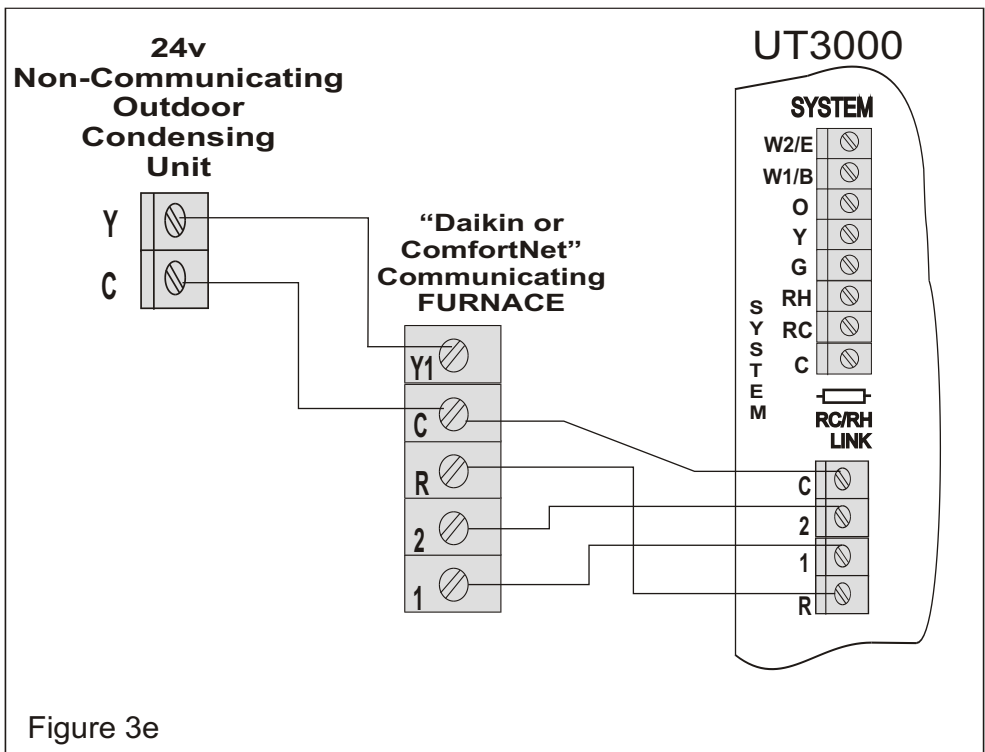 24v
Non-Communicating
Outdoor
Condensing
Unit
Y
C
“Daikin or
ComfortNet”
Communicating
FURNACE
Y1
C
R
2
1
UT3000
SYSTEM
W2/E
W1/B
O
Y
G
RH
RC
C
SYSTEM
RC/RH
LINK
C
2
1
R
Figure 3e